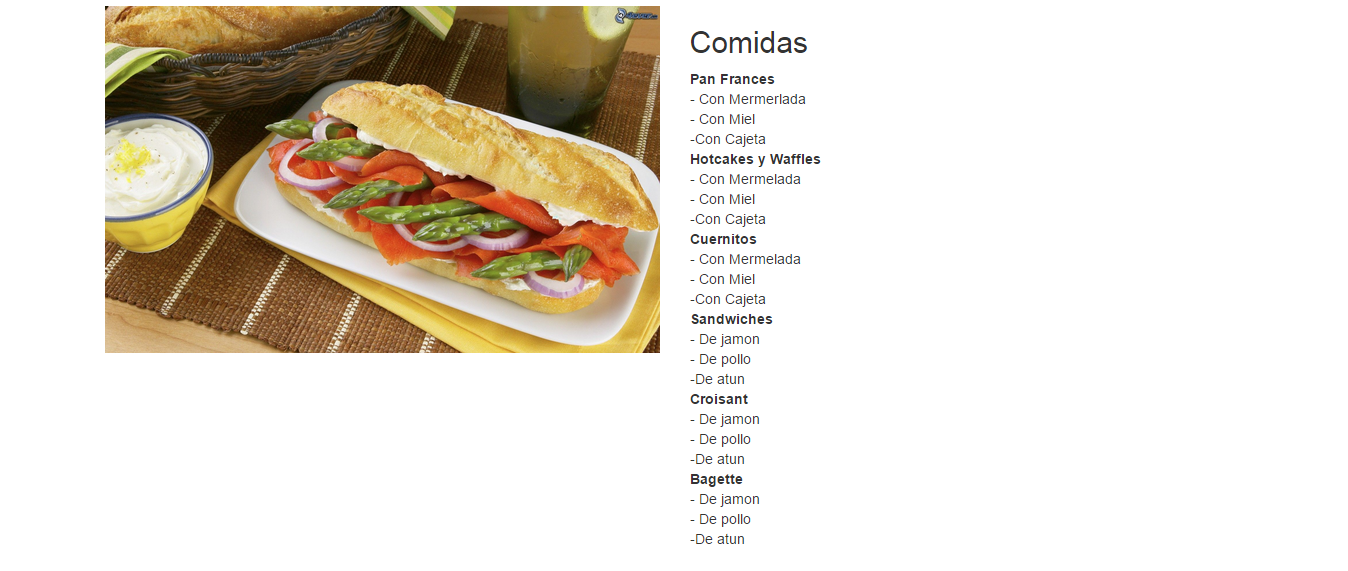 Comidas
Pan Frances
- Con Mermerlada
- Con Miel
-Con Cajeta
Hotcakes y Waffles
- Con Mermelada
- Con Miel
-Con Cajeta
Cuernitos
- Con Mermelada
- Con Miel
-Con Cajeta
Sandwiches
- De jamon
- De pollo
-De atun
Croisant
- De jamon
- De pollo
-De atun
Bagette
- De jamon
- De pollo
-De atun